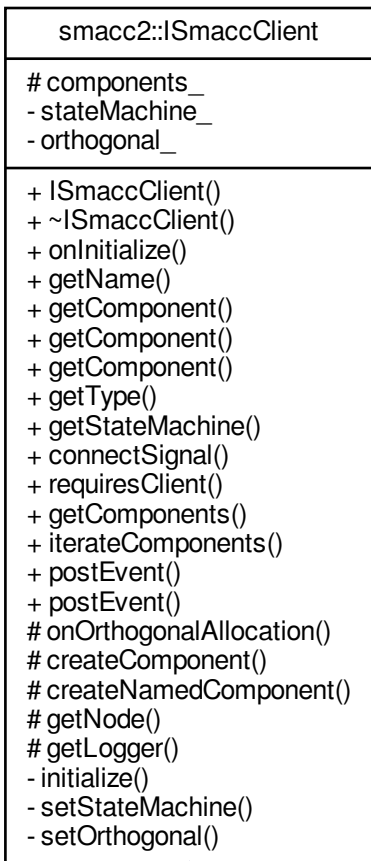 smacc2::ISmaccClient
# components_
- stateMachine_
- orthogonal_
+ ISmaccClient()
+ ~ISmaccClient()
+ onInitialize()
+ getName()
+ getComponent()
+ getComponent()
+ getComponent()
+ getType()
+ getStateMachine()
+ connectSignal()
+ requiresClient()
+ getComponents()
+ iterateComponents()
+ postEvent()
+ postEvent()
# onOrthogonalAllocation()
# createComponent()
# createNamedComponent()
# getNode()
# getLogger()
- initialize()
- setStateMachine()
- setOrthogonal()